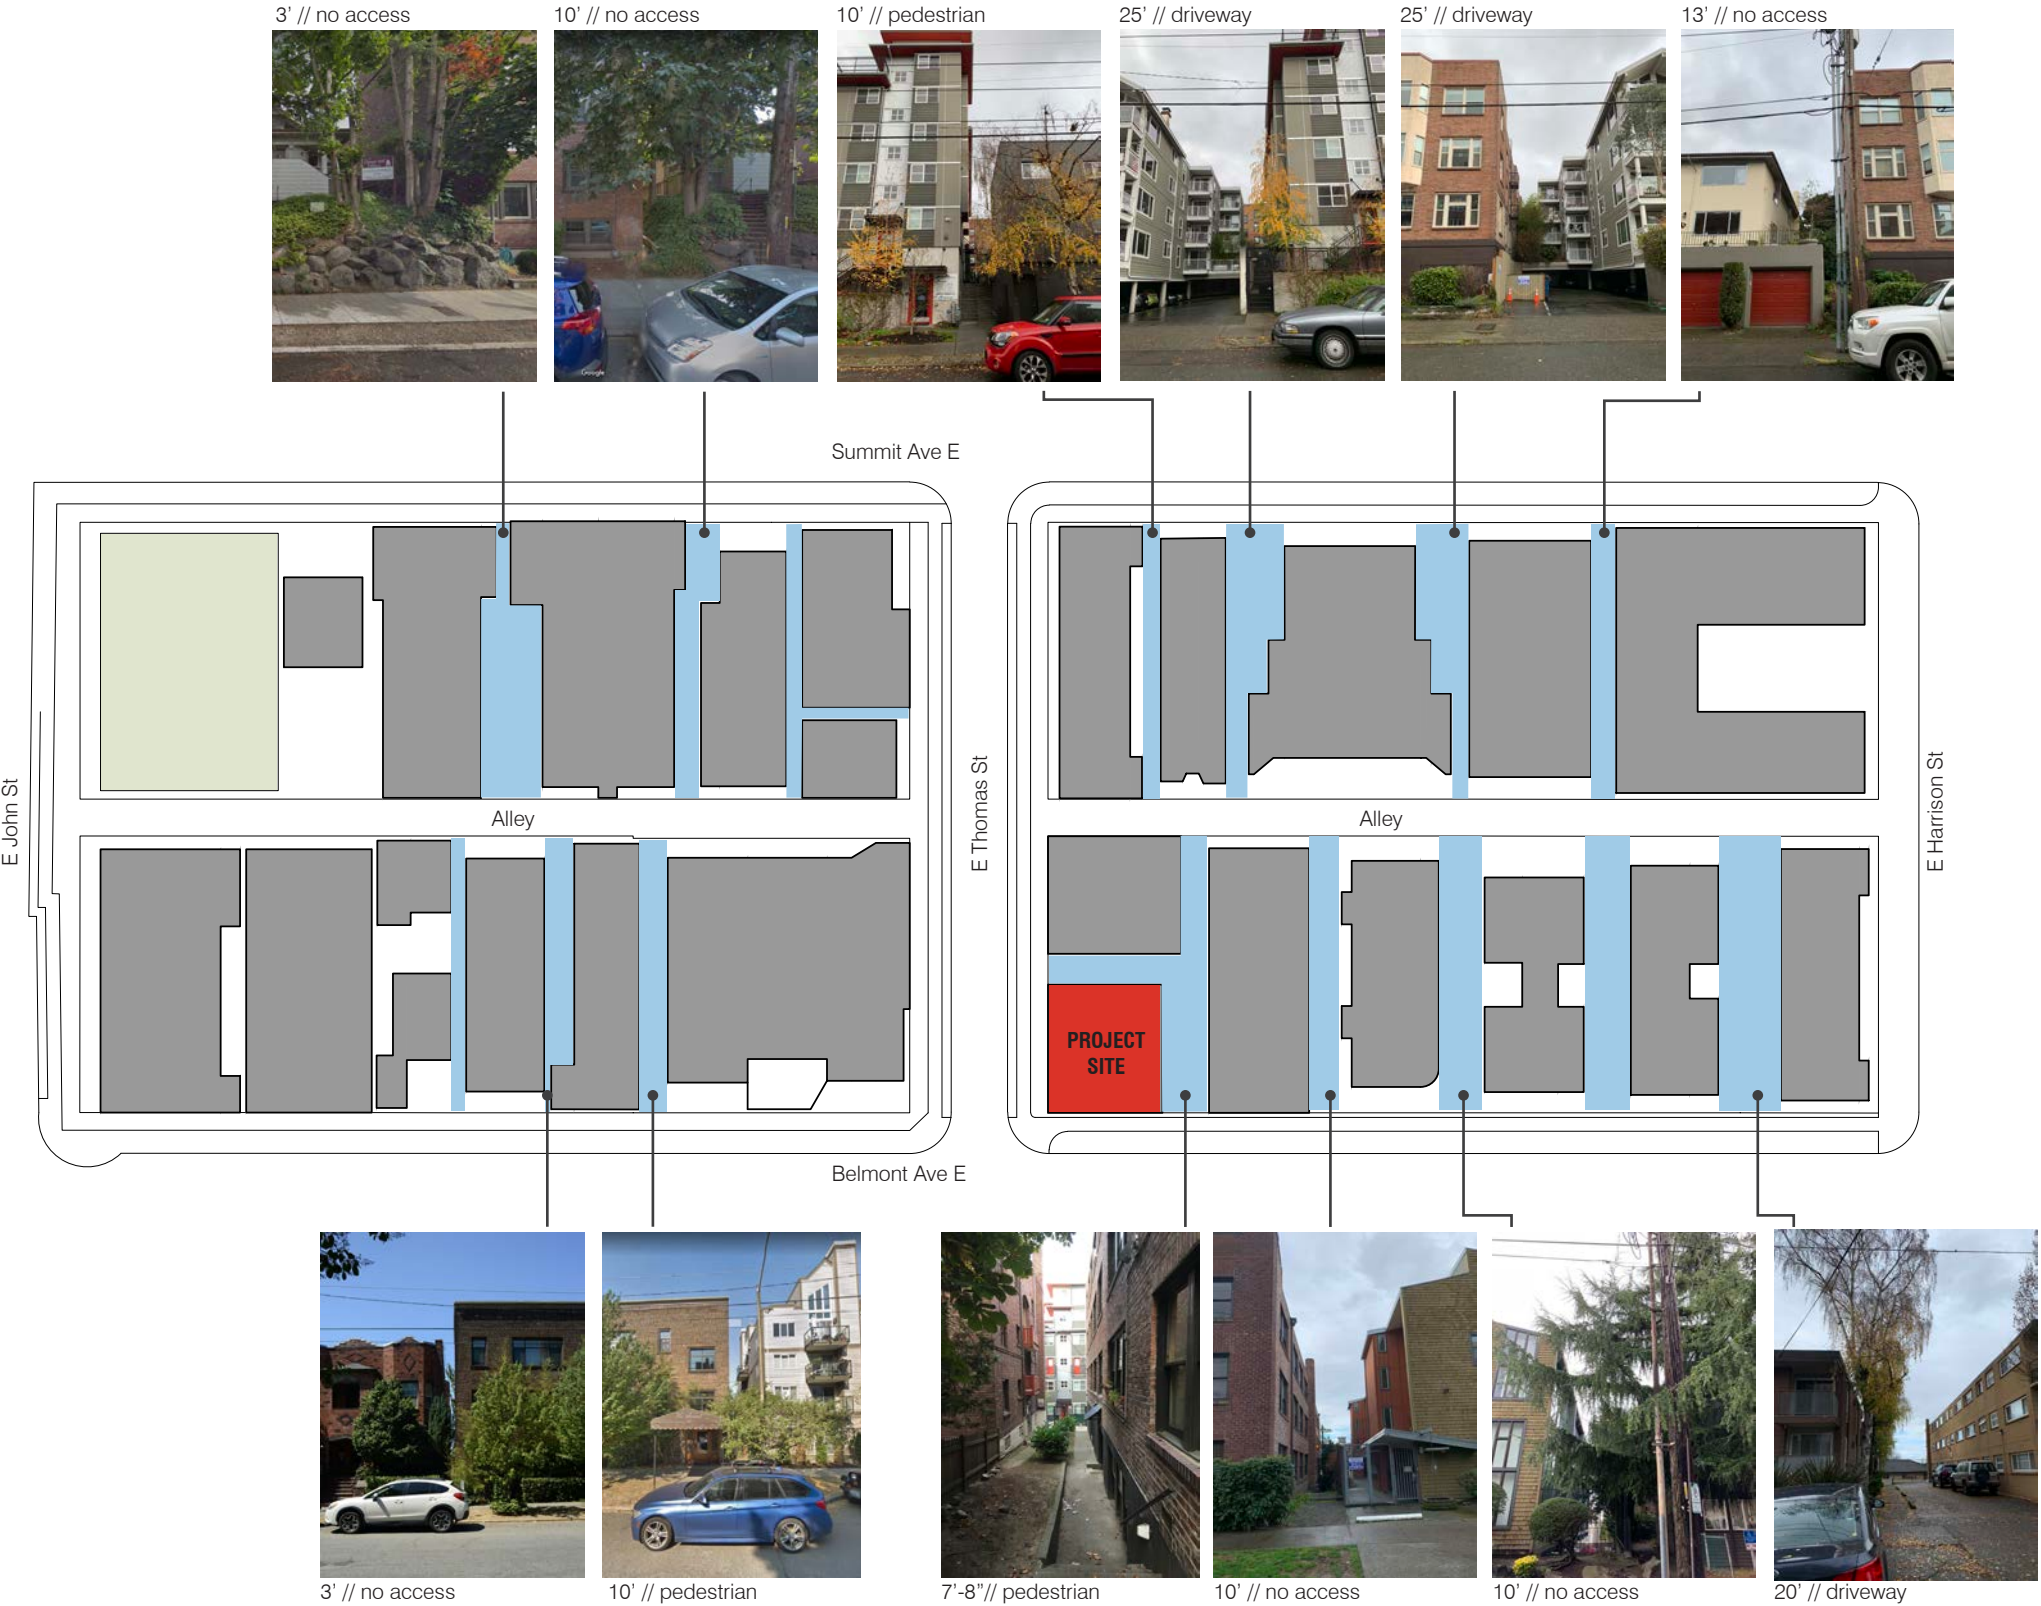 3’ // no access
10’ // no access
10’ // pedestrian
25’ // driveway
25’ // driveway
13’ // no access
Google
Summit Ave E
E John St
Alley
E Thomas St
Alley
E Harrison St
PROJECT
SITE
Belmont Ave E
3’ // no access
10’ // pedestrian
7’-8”// pedestrian
10’ // no access
10’ // no access
20’ // driveway